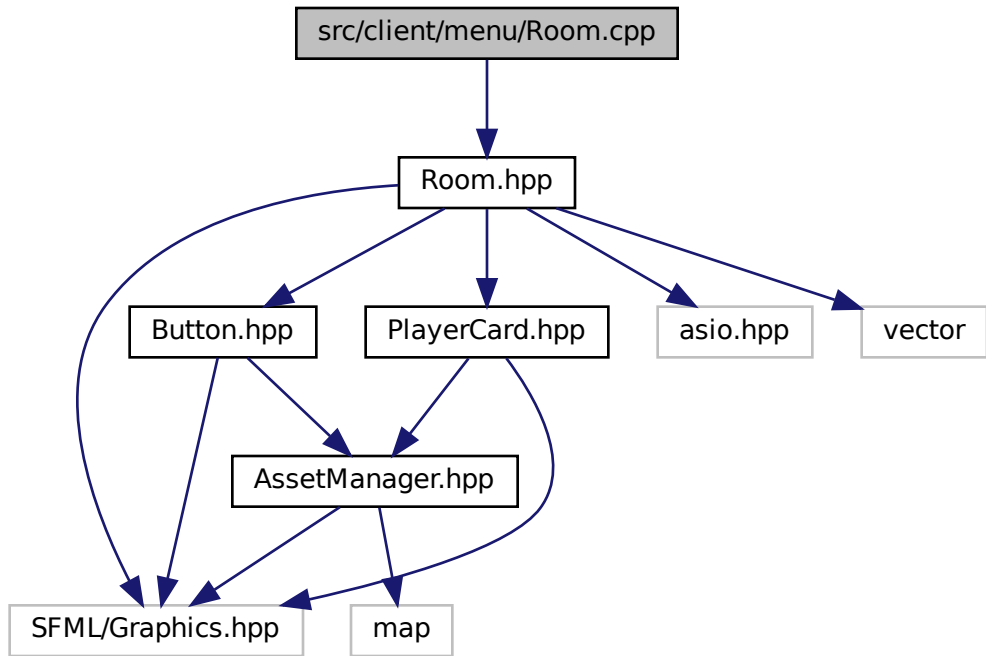 src/client/menu/Room.cpp
Room.hpp
Button.hpp
PlayerCard.hpp
asio.hpp
vector
AssetManager.hpp
SFML/Graphics.hpp
map